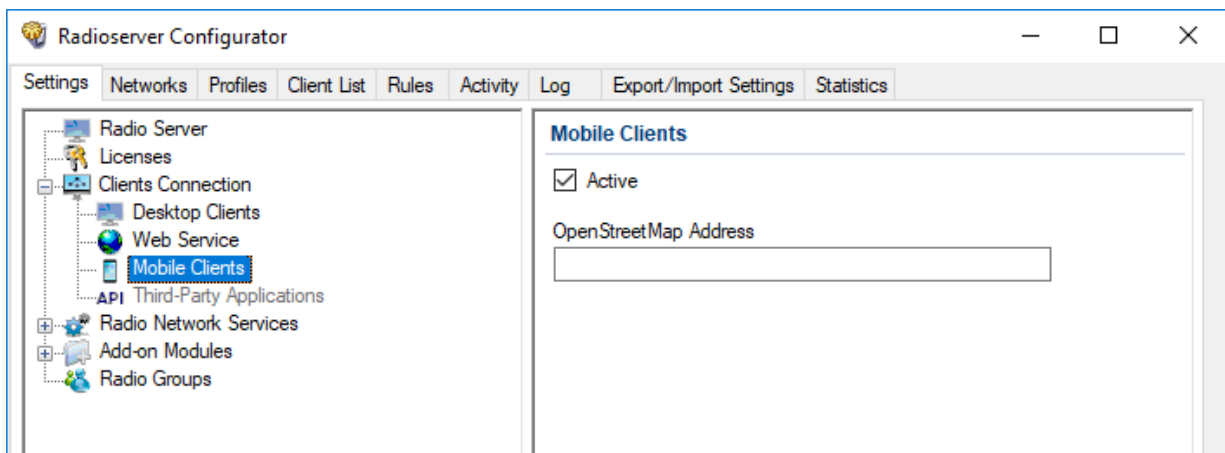 Radioserver Configurator
Settings Networks Profiles Client List Rules Activity Log Export/Import Settings Statistics
Radio Server
Licenses
Clients Connection
Desktop Clients
Web Service
Mobile Clients
API Third-Party Applications
Radio Network Services
Add-on Modules
Radio Groups
Mobile Clients
Active
OpenStreetMap Address